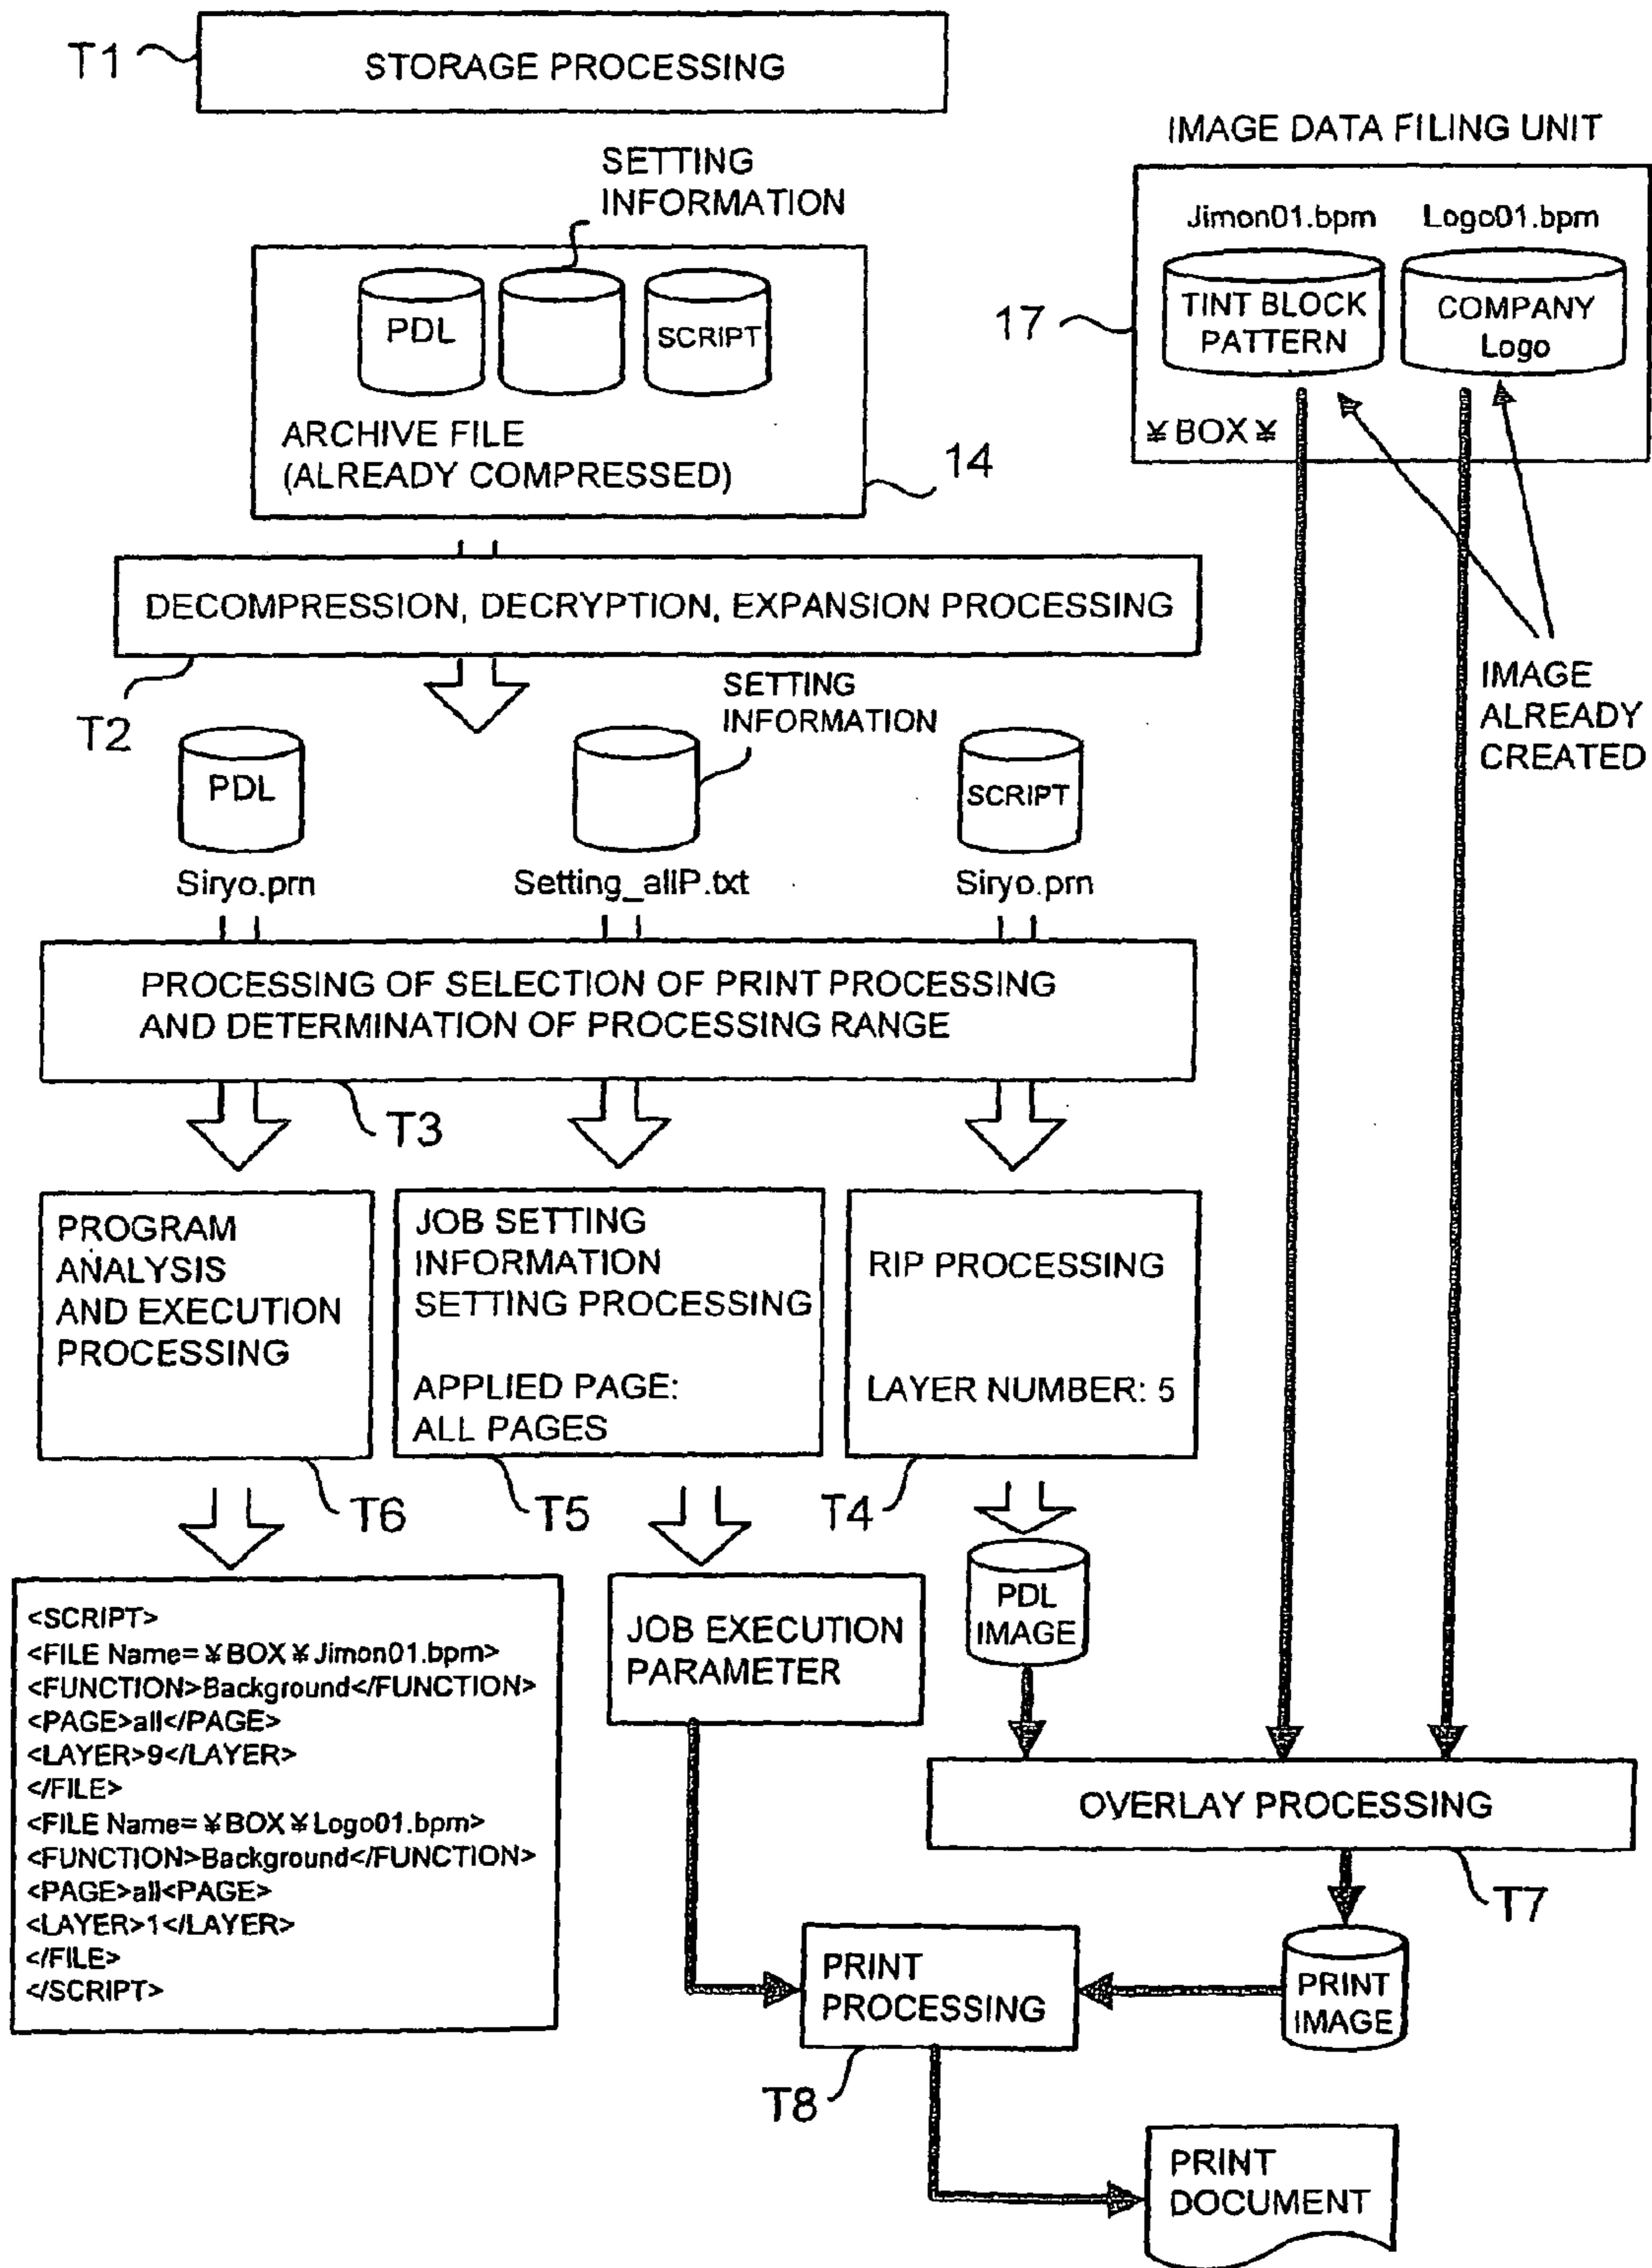 T1
STORAGE PROCESSING
IMAGE DATA FILING UNIT
SETTING
INFORMATION
PDL
SCRIPT
ARCHIVE FILE
(ALREADY COMPRESSED)
14
17
Jimon01.bpm
Logo01.bpm
TINT BLOCK
PATTERN
COMPANY
Logo
¥BOX¥
DECOMPRESSION, DECRYPTION, EXPANSION PROCESSING
T2
IMAGE
ALREADY
CREATED
SETTING
INFORMATION
PDL
SCRIPT
Siryo.prn
Setting_allP.txt
Siryo.prn
PROCESSING OF SELECTION OF PRINT PROCESSING
AND DETERMINATION OF PROCESSING RANGE
T3
PROGRAM
ANALYSIS
AND EXECUTION
PROCESSING
JOB SETTING
INFORMATION
SETTING PROCESSING
APPLIED PAGE:
ALL PAGES
RIP PROCESSING
LAYER NUMBER: 5
T6
T5
T4
<SCRIPT>
<FILE Name=¥BOX¥Jimon01.bpm>
<FUNCTION>Background</FUNCTION>
<PAGE>all</PAGE>
<LAYER>9</LAYER>
</FILE>
<FILE Name=¥BOX¥Logo01.bpm>
<FUNCTION>Background</FUNCTION>
<PAGE>all<PAGE>
<LAYER>1</LAYER>
</FILE>
</SCRIPT>
JOB EXECUTION
PARAMETER
PDL
IMAGE
OVERLAY PROCESSING
T7
PRINT
PROCESSING
PRINT
IMAGE
T8
PRINT
DOCUMENT